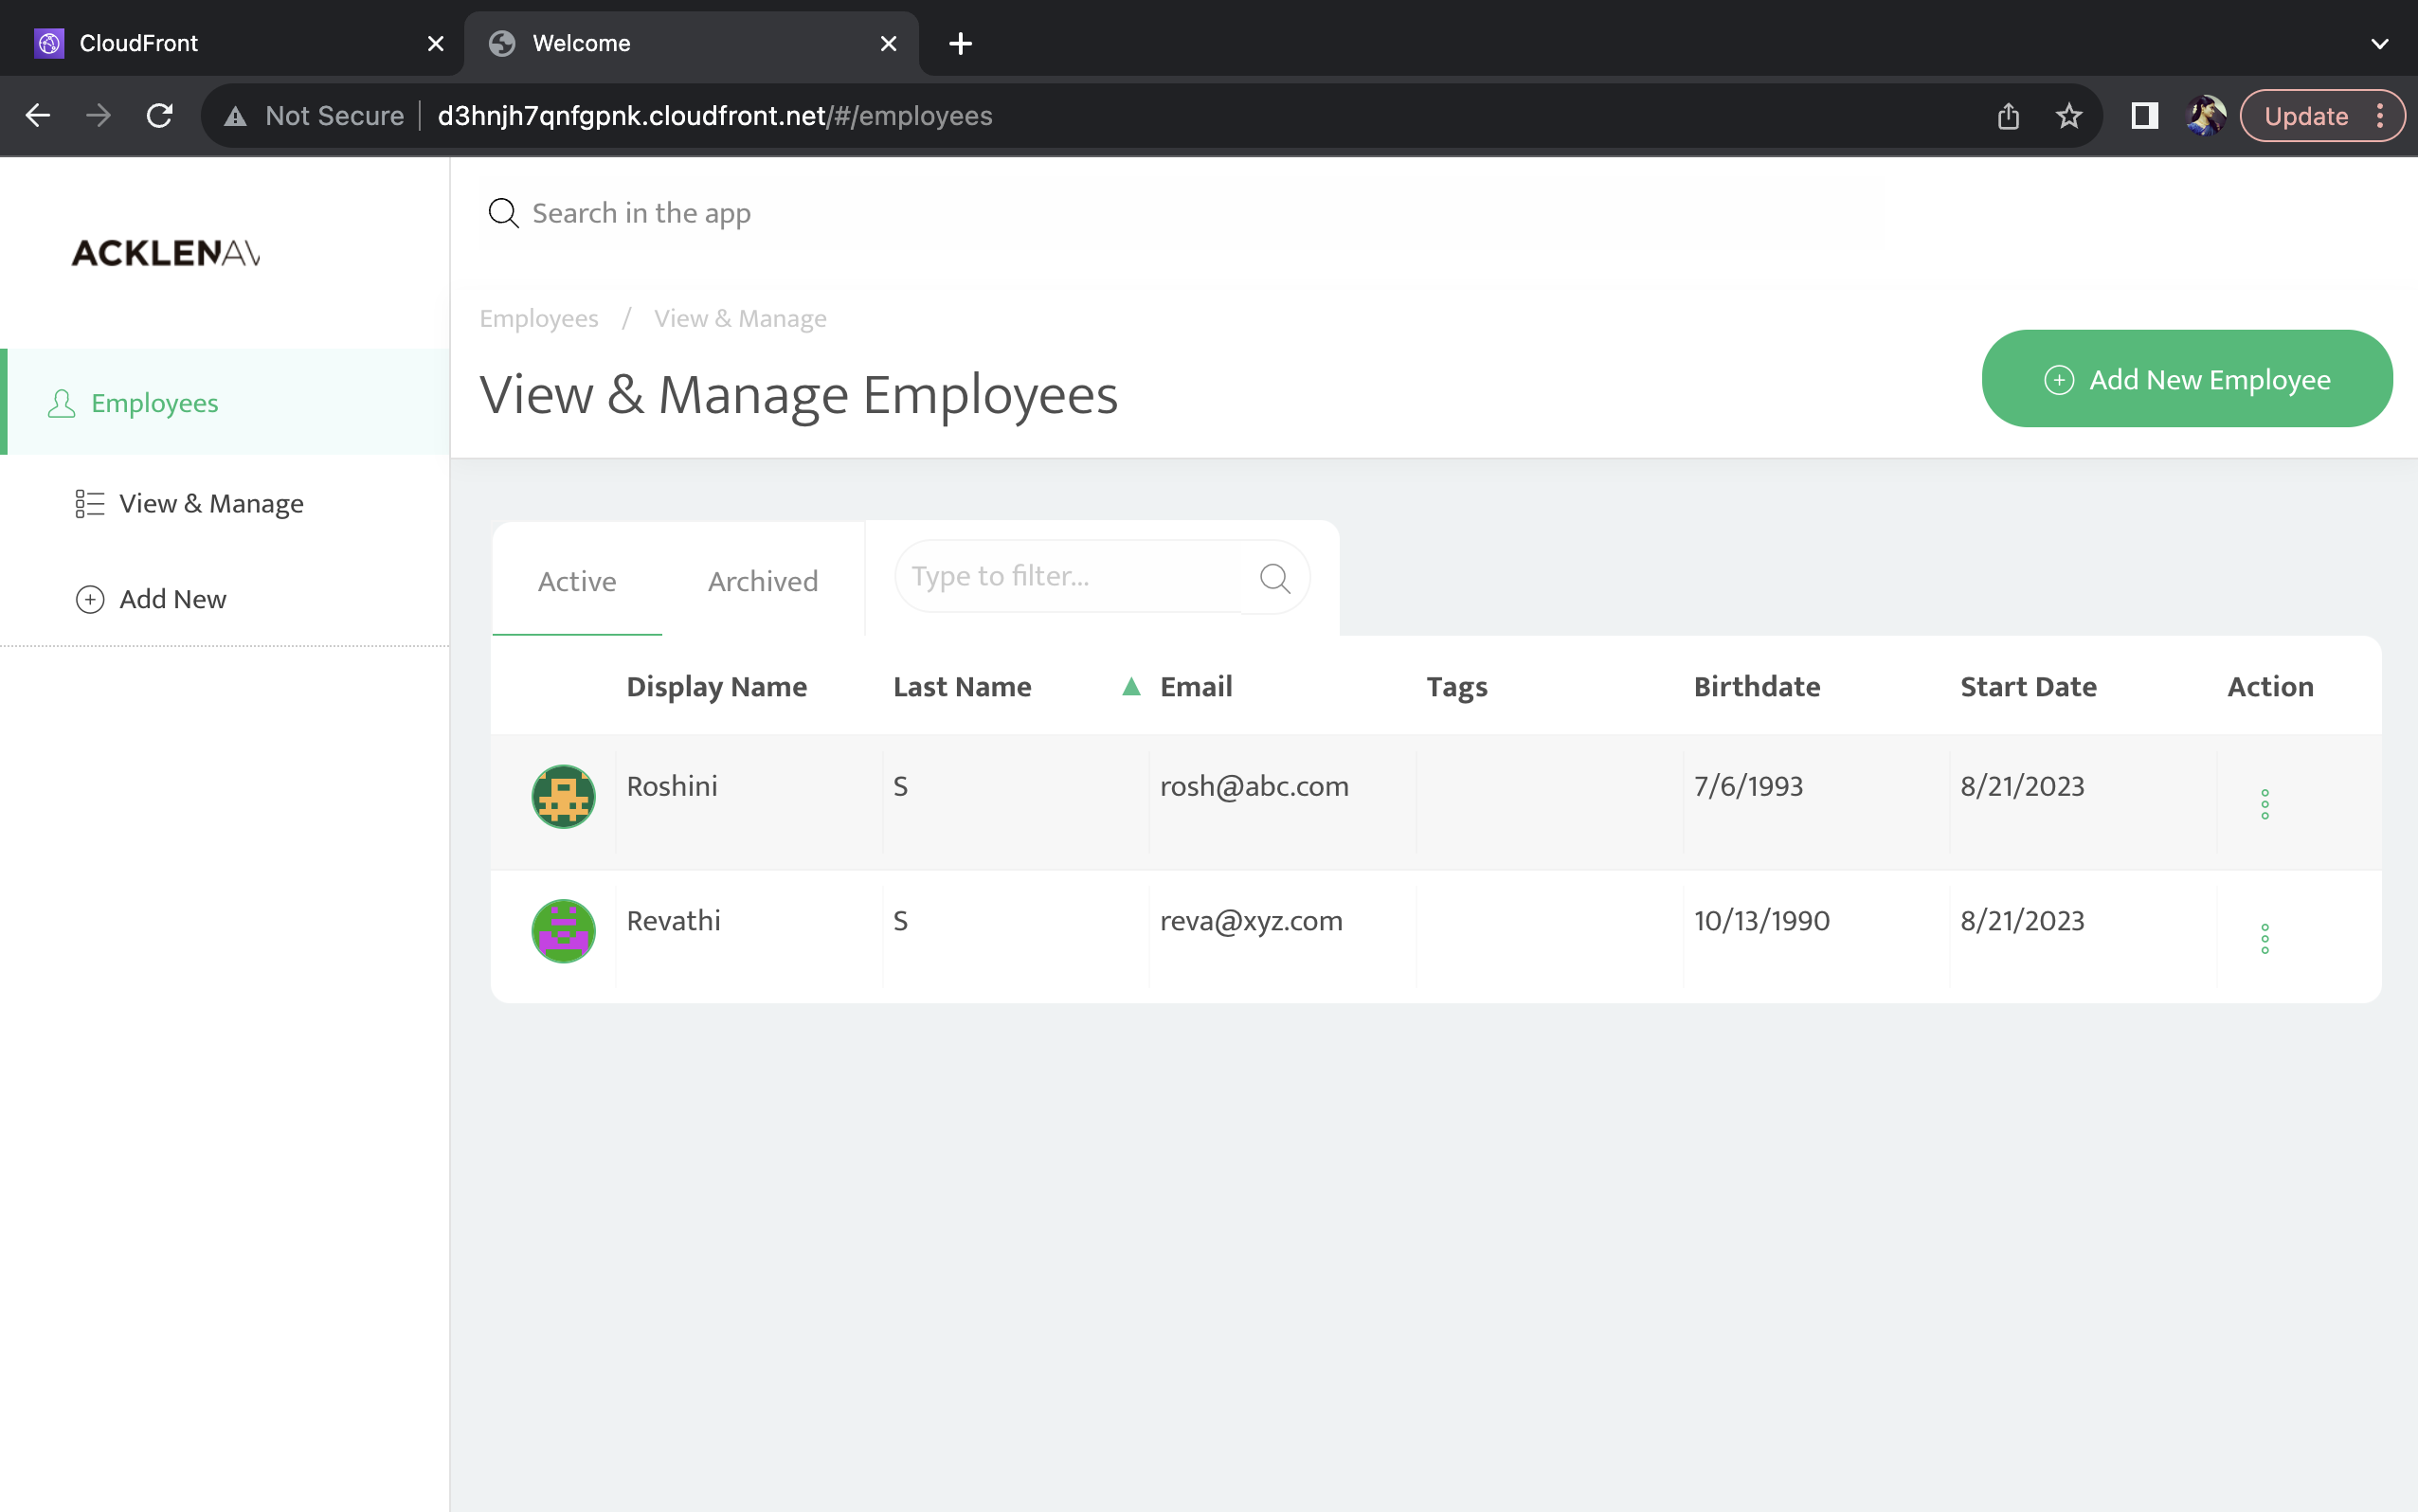 CloudFront
Welcome
Not Secure
d3hnjh7qnfgpnk.cloudfront.net/#/employees
Update
ACKLENAV
Search in the app
Employees / View & Manage
View & Manage Employees
Add New Employee
Employees
View & Manage
Add New
Active
Archived
Type to filter...
Display Name Last Name Email Tags Birthdate Start Date Action
Roshini S rosh@abc.com 7/6/1993 8/21/2023
Revathi S reva@xyz.com 10/13/1990 8/21/2023